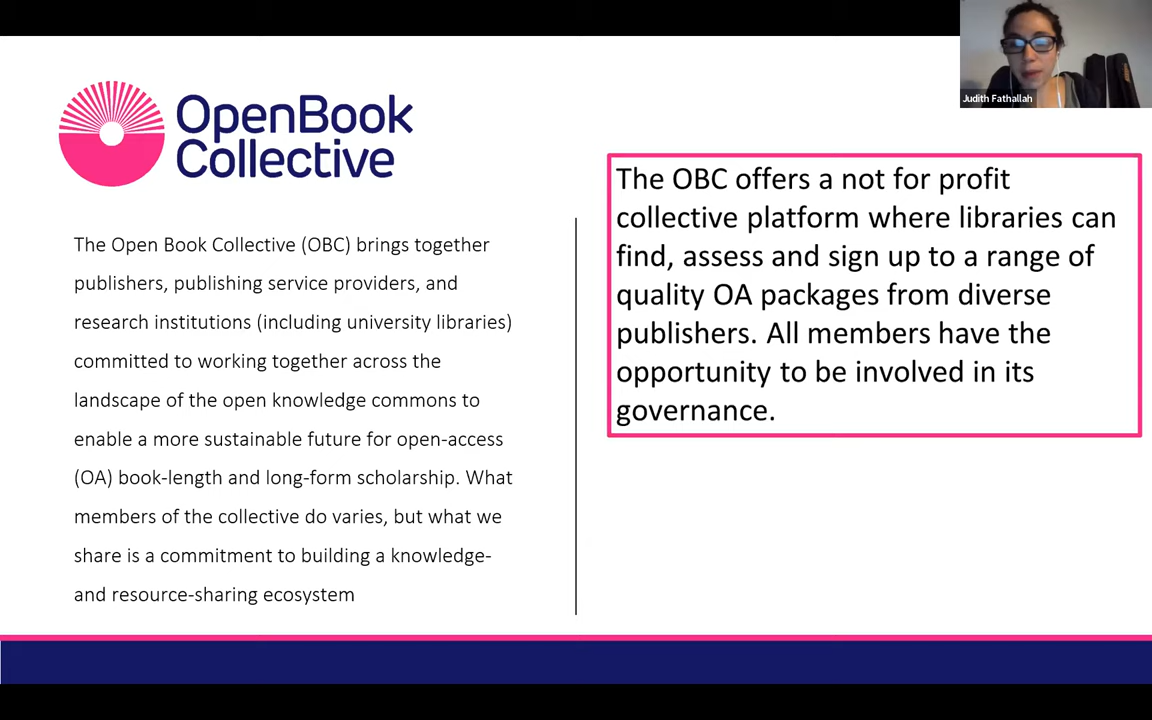 Judith Fathallah
OpenBook
Collective
The Open Book Collective (OBC) brings together
publishers, publishing service providers, and
research institutions (including university libraries)
committed to working together across the
landscape of the open knowledge commons to
enable a more sustainable future for open-access
(OA) book-length and long-form scholarship. What
members of the collective do varies, but what we
share is a commitment to building a knowledge-
and resource-sharing ecosystem
The OBC offers a not for profit
collective platform where libraries can
find, assess and sign up to a range of
quality OA packages from diverse
publishers. All members have the
opportunity to be involved in its
governance.